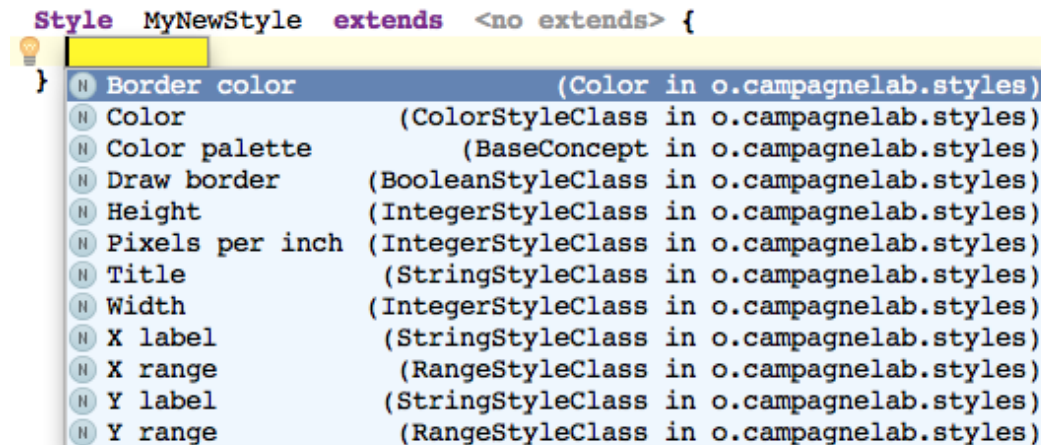 Style MyNewStyle extends <no extends> {
}
N Border color (Color in o.campagnelab.styles)
N Color (ColorStyleClass in o.campagnelab.styles)
N Color palette (BaseConcept in o.campagnelab.styles)
N Draw border (BooleanStyleClass in o.campagnelab.styles)
N Height (IntegerStyleClass in o.campagnelab.styles)
N Pixels per inch (IntegerStyleClass in o.campagnelab.styles)
N Title (StringStyleClass in o.campagnelab.styles)
N Width (IntegerStyleClass in o.campagnelab.styles)
N X label (StringStyleClass in o.campagnelab.styles)
N X range (RangeStyleClass in o.campagnelab.styles)
N Y label (StringStyleClass in o.campagnelab.styles)
N Y range (RangeStyleClass in o.campagnelab.styles)